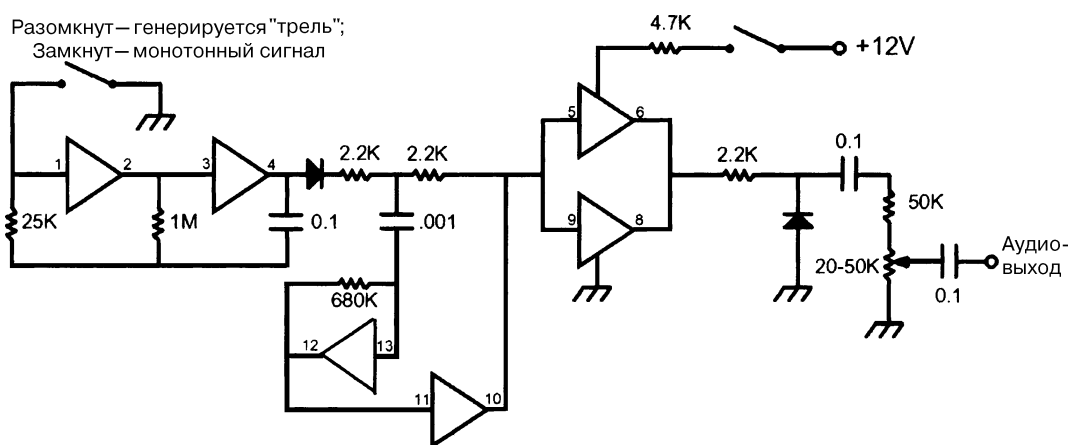 Разомкнут— генерируется "трель";
Замкнут— монотонный сигнал
4.7K
+12V
5
6
1
2
3
4
2.2K
2.2K
2.2K
0.1
25K
1M
0.1
.001
9
8
50K
20-50K
Аудио-
выход
0.1
680K
12
13
11
10